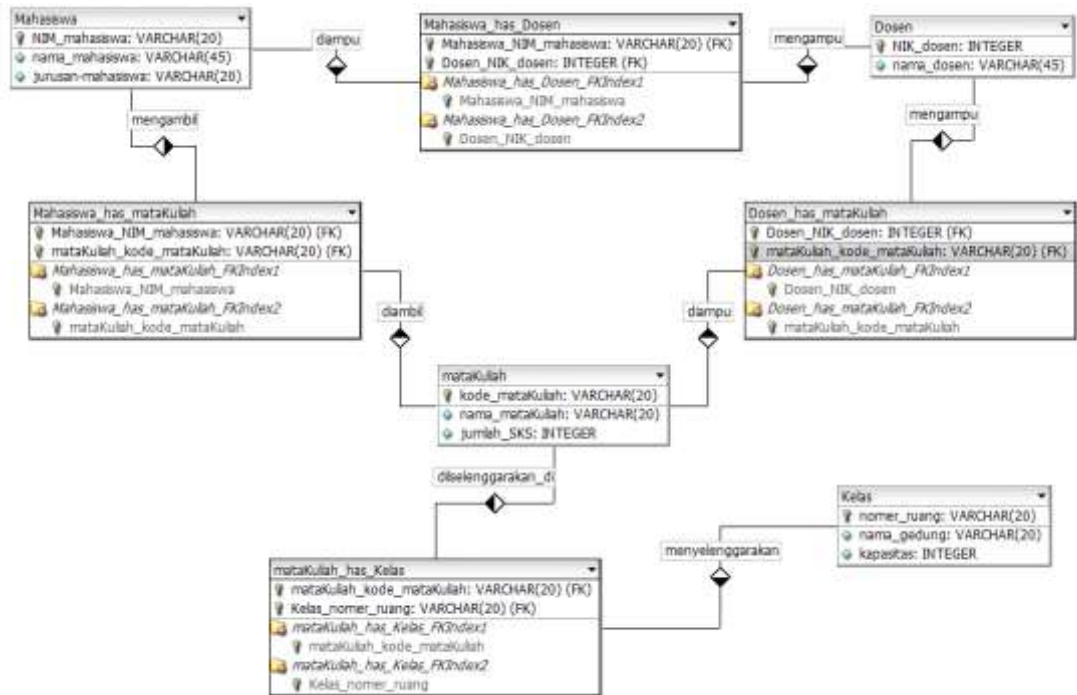 Mahasiswa
NIM_mahasiswa: VARCHAR(20)
nama_mahasiswa: VARCHAR(45)
jurusan-mahasiswa: VARCHAR(20)
diampu
Mahasiswa_has_Dosen
Mahasiswa_NIM_mahasiswa: VARCHAR(20) (FK)
Dosen_NIK_dosen: INTEGER (FK)
Mahasiswa_has_Dosen_FKIndex1
Mahasiswa_NIM_mahasiswa
Mahasiswa_has_Dosen_FKIndex2
Dosen_NIK_dosen
mengampu
Dosen
NIK_dosen: INTEGER
nama_dosen: VARCHAR(45)
mengambil
mengampu
Mahasiswa_has_mataKuliah
Mahasiswa_NIM_mahasiswa: VARCHAR(20) (FK)
mataKuliah_kode_mataKuliah: VARCHAR(20) (FK)
Mahasiswa_has_mataKuliah_FKIndex1
Mahasiswa_NIM_mahasiswa
Mahasiswa_has_mataKuliah_FKIndex2
mataKuliah_kode_mataKuliah
Dosen_has_mataKuliah
Dosen_NIK_dosen: INTEGER (FK)
mataKuliah_kode_mataKuliah: VARCHAR(20) (FK)
Dosen_has_mataKuliah_FKIndex1
Dosen_NIK_dosen
Dosen_has_mataKuliah_FKIndex2
mataKuliah_kode_mataKuliah
diambil
diampu
mataKuliah
kode_mataKuliah: VARCHAR(20)
nama_mataKuliah: VARCHAR(20)
jumlah_SKS: INTEGER
diselenggarakan_di
Kelas
nomer_ruang: VARCHAR(20)
nama_gedung: VARCHAR(20)
kapasitas: INTEGER
menyelenggarakan
mataKuliah_has_Kelas
mataKuliah_kode_mataKuliah: VARCHAR(20) (FK)
Kelas_nomer_ruang: VARCHAR(20) (FK)
mataKuliah_has_Kelas_FKIndex1
mataKuliah_kode_mataKuliah
mataKuliah_has_Kelas_FKIndex2
Kelas_nomer_ruang